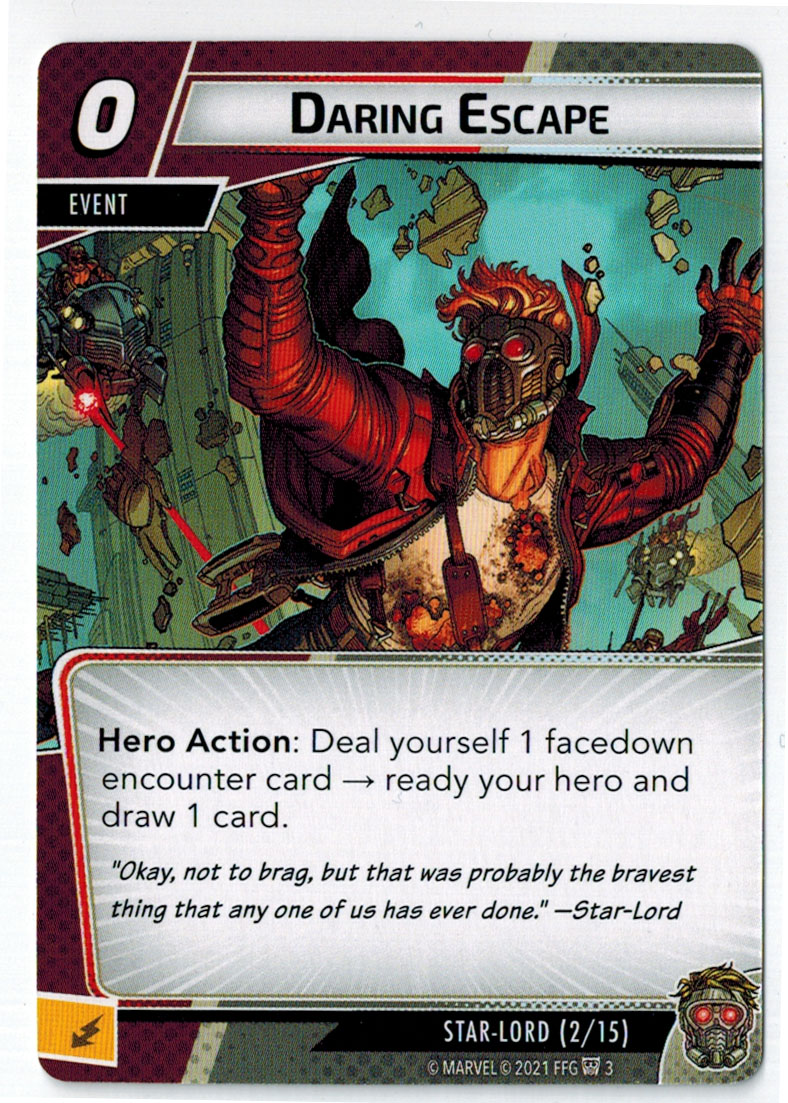 0
DARING ESCAPE
EVENT
Hero Action: Deal yourself 1 facedown
encounter card → ready your hero and
draw 1 card.
"Okay, not to brag, but that was probably the bravest
thing that any one of us has ever done." —Star-Lord
STAR-LORD (2/15)
© MARVEL © 2021 FFG 3